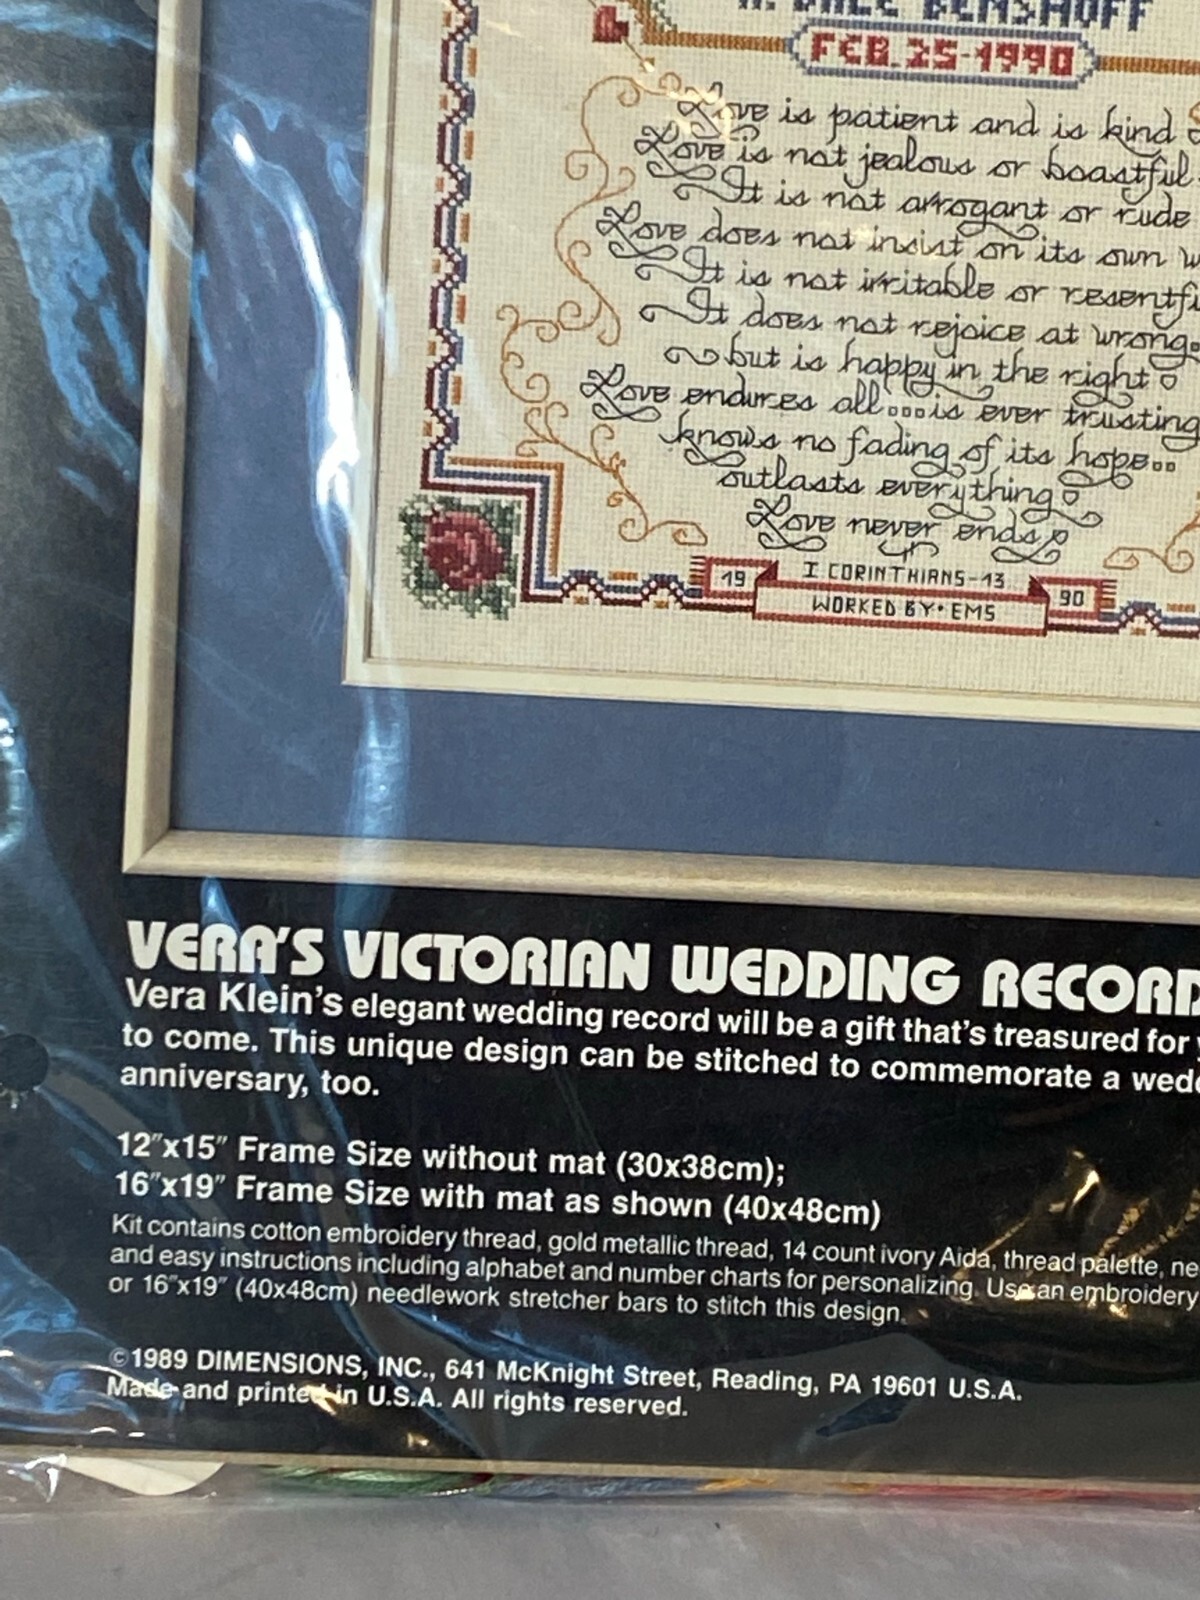 FEB. 25·1990
Love is patient and is kind
Love is not jealous or boastful
It is not arrogant or rude
Love does not insist on its own
It is not irritable or
It does not rejoice at
but is happy in the right
Love endures all...is ever trusting
knows no fading of its hope...
outlasts everything
Love never ends
19 I CORINTHIANS-13 90
WORKED BY• EMS
VERA'S VICTORIAN WEDDING RECORD
Vera Klein's elegant wedding record will be a gift that's treasured for
to come. This unique design can be stitched to commemorate a
anniversary, too.
12"x15" Frame Size without mat (30x38cm);
16"x19" Frame Size with mat as shown (40x48cm)
Kit contains cotton embroidery thread, gold metallic thread, 14 count ivory Aida, thread palette,
and easy instructions including alphabet and number charts for personalizing. Use an embroidery
or 16"x19" (40x48cm) needlework stretcher bars to stitch this design.
©1989 DIMENSIONS, INC., 641 McKnight Street, Reading, PA 19601 U.S.A.
Made and printed in U.S.A. All rights reserved.